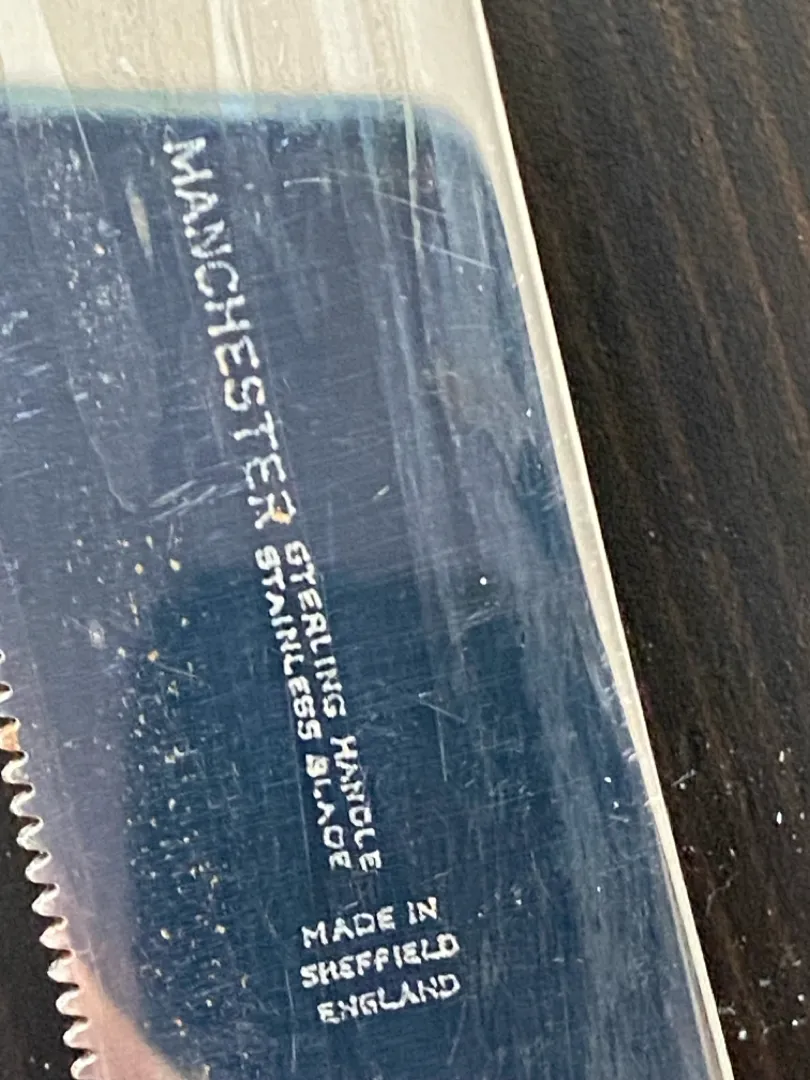 MANCHESTER
STERLING HANDLE
STAINLESS BLADE
MADE IN
SHEFFIELD
ENGLAND